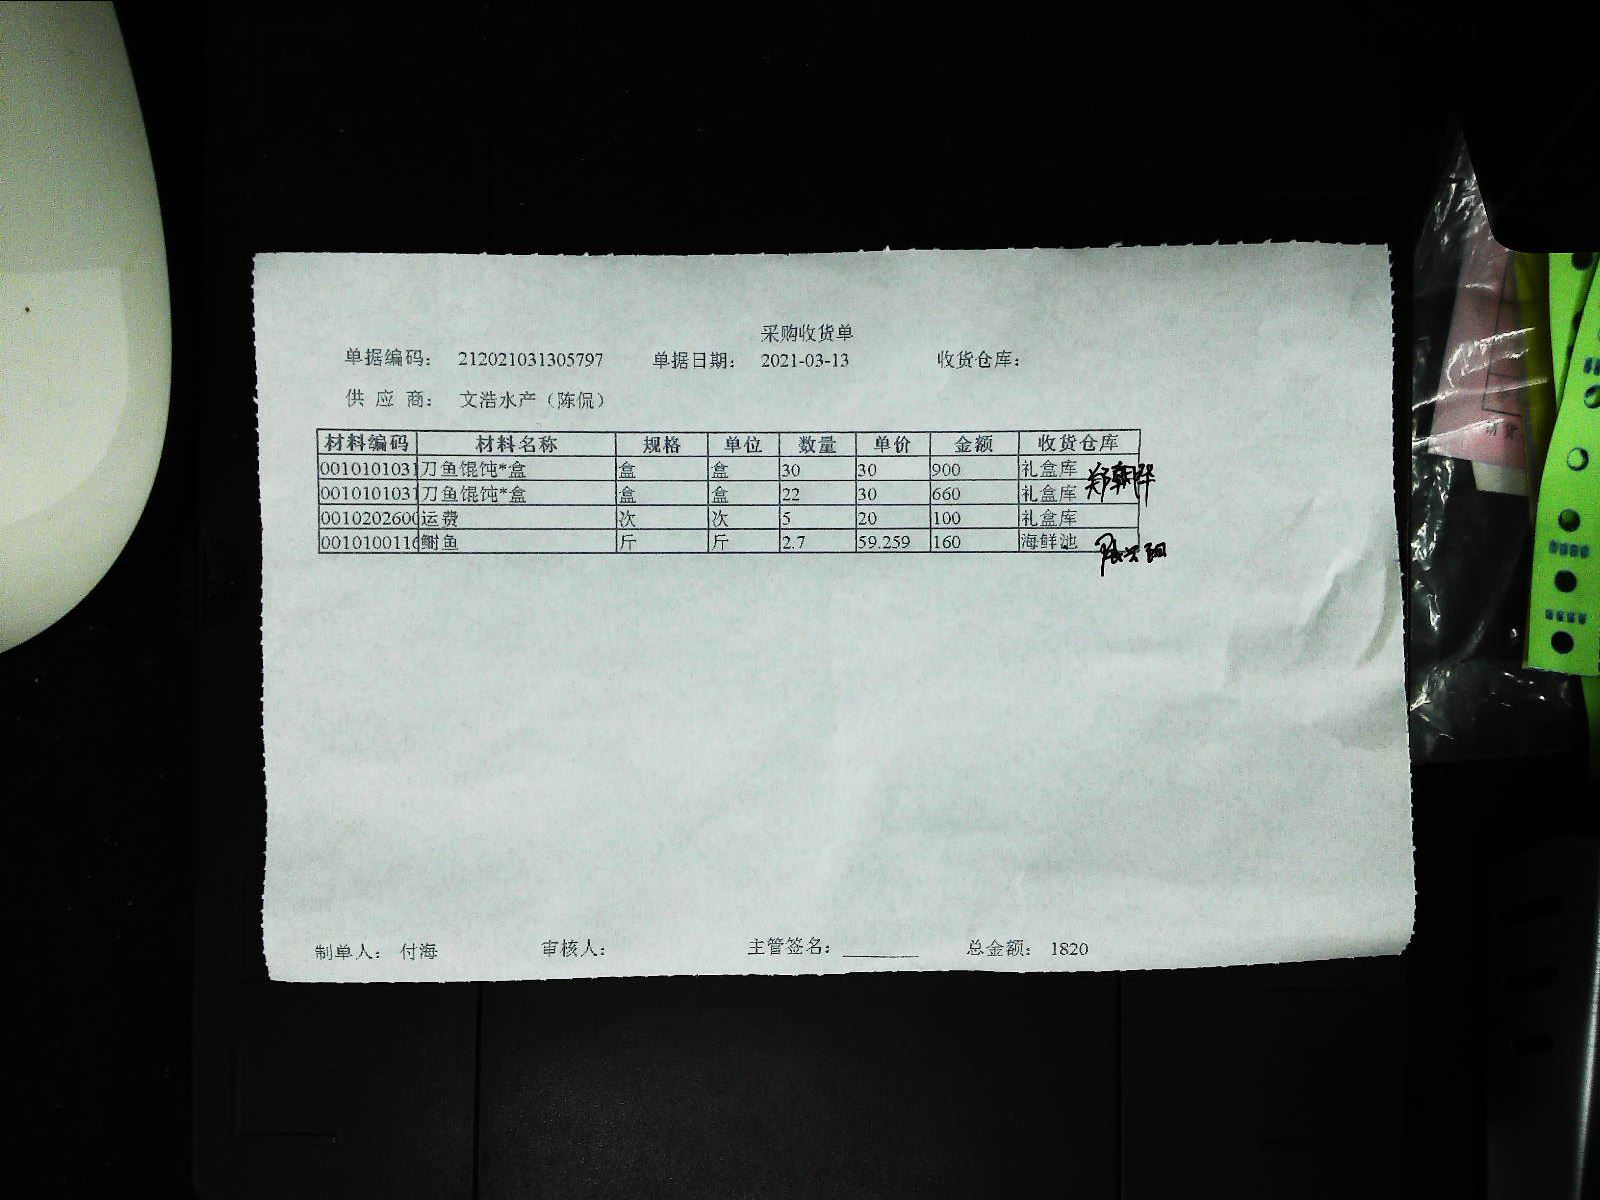 采购收货单
单据编码： 212021031305797 单据日期： 2021-03-13 收货仓库：
供 应 商： 文浩水产（陈侃）
材料编码 材料名称 规格 单位 数量 单价 金额 收货仓库
0010101031 刀鱼馄饨*盒 盒 盒 30 30 900 礼盒库
0010101031 刀鱼馄饨*盒 盒 盒 22 30 660 礼盒库 郑朝晔
001020260 运费 次 次 5 20 100 礼盒库
001010011 鲥鱼 斤 斤 2.7 59.259 160 海鲜池
制单人： 付海 审核人： 主管签名： 总金额： 1820